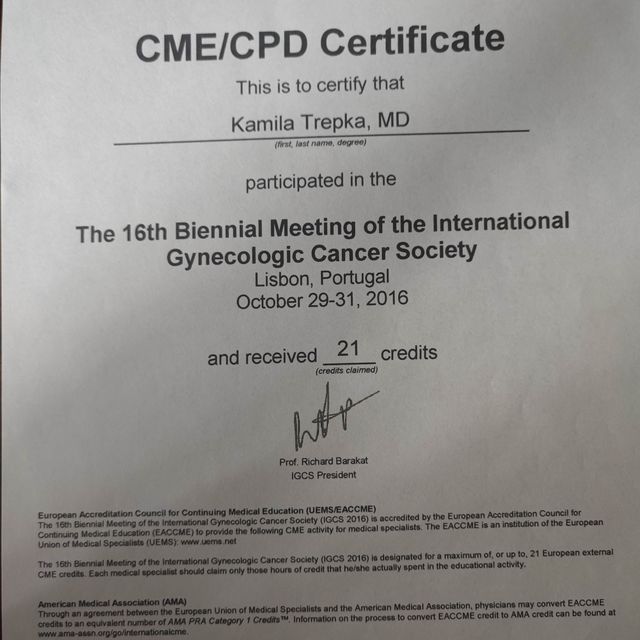 CME/CPD Certificate
This is to certify that
Kamila Trepka, MD
(first, last name, degree)
participated in the
The 16th Biennial Meeting of the International
Gynecologic Cancer Society
Lisbon, Portugal
October 29-31, 2016
and received 21 credits
(credits claimed)
Prof. Richard Barakat
IGCS President
European Accreditation Council for Continuing Medical Education (UEMS/EACCME)
The 16th Biennial Meeting of the International Gynecologic Cancer Society (IGCS 2016) is accredited by the European Accreditation Council for
Continuing Medical Education (EACCME) to provide the following CME activity for medical specialists. The EACCME is an institution of the European
Union of Medical Specialists (UEMS): www.uems.net
The 16th Biennial Meeting of the International Gynecologic Cancer Society (IGCS 2016) is designated for a maximum of, or up to, 21 European external
CME credits. Each medical specialist should claim only those hours of credit that he/she actually spent in the educational activity.
American Medical Association (AMA)
Through an agreement between the European Union of Medical Specialists and the American Medical Association, physicians may convert EACCME
credits to an equivalent number of AMA PRA Category 1 Credits™. Information on the process to convert EACCME credit to AMA credit can be found at
www.ama-assn.org/go/internationalcme.